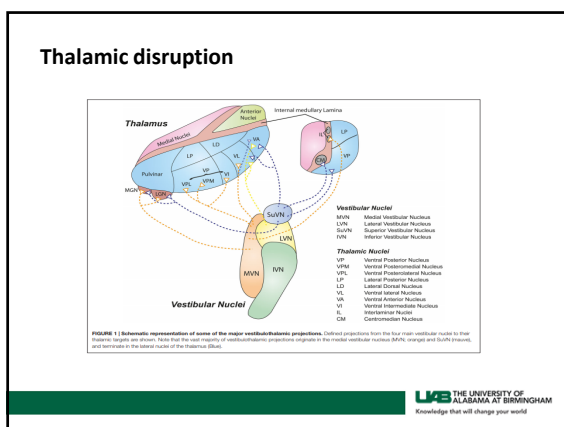 Thalamic disruption
Thalamus
Anterior
Nuclei
Internal medullary Lamina
Medial Nuclei
VA
LD
LP
VL
Pulvinar
VP
VPM
VI
VPL
MGN
LGN
IL
LP
CM
VP
SuVN
LVN
MVN
IVN
Vestibular Nuclei
Vestibular Nuclei
MVN Medial Vestibular Nucleus
LVN Lateral Vestibular Nucleus
SuVN Superior Vestibular Nucleus
IVN Inferior Vestibular Nucleus
Thalamic Nuclei
VP Ventral Posterior Nucleus
VPM Ventral Posteromedial Nucleus
VPL Ventral Posterolateral Nucleus
LP Lateral Posterior Nucleus
LD Lateral Dorsal Nucleus
VL Ventral lateral Nucleus
VA Ventral Anterior Nucleus
VI Ventral Intermediate Nucleus
IL Interlaminar Nuclei
CM Centromedian Nucleus
FIGURE 1 | Schematic representation of some of the major vestibulothalamic projections. Defined projections from the four main vestibular nuclei to their
thalamic targets are shown. Note that the vast majority of vestibulothalamic projections originate in the medial vestibular nucleus (MVN; orange) and SuVN (mauve),
and terminate in the lateral nuclei of the thalamus (Blue).
UAB THE UNIVERSITY OF
ALABAMA AT BIRMINGHAM
Knowledge that will change your world